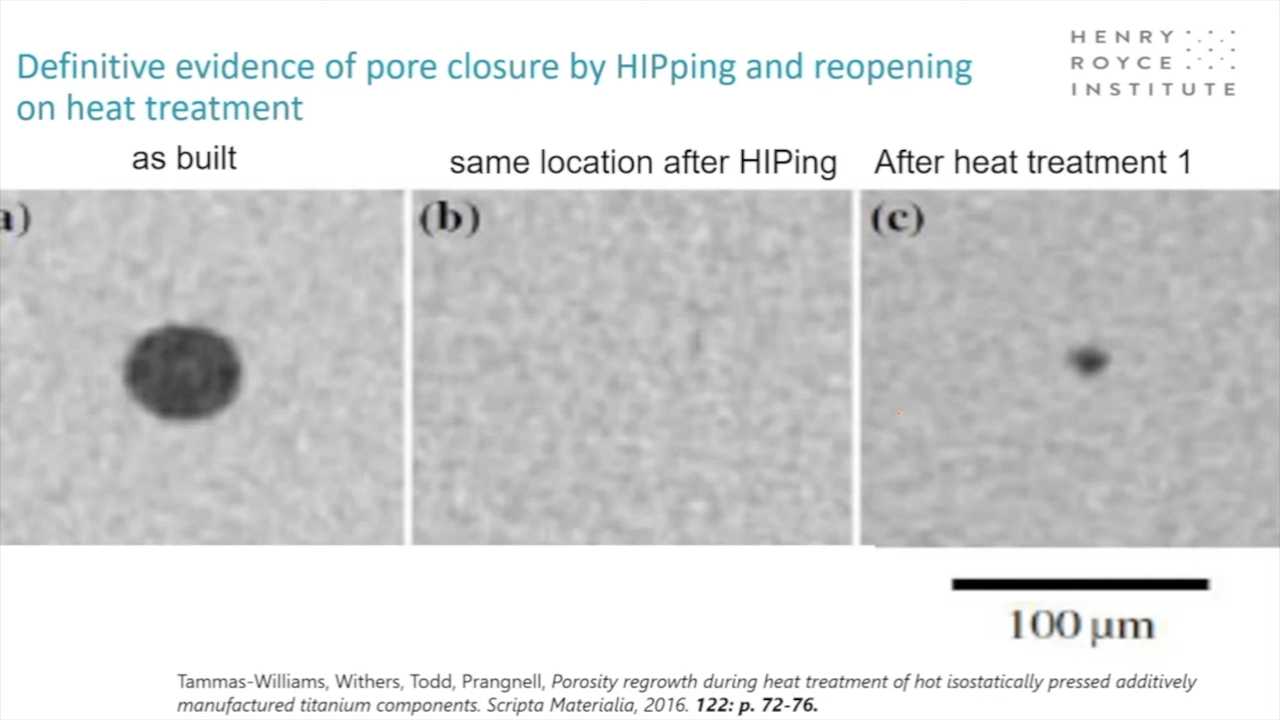 Definitive evidence of pore closure by HIPping and reopening
on heat treatment
HENRY
ROYCE
INSTITUTE
as built
same location after HIPing
After heat treatment 1
a)
(b)
(c)
100 µm
Tammas-Williams, Withers, Todd, Prangnell, Porosity regrowth during heat treatment of hot isostatically pressed additively
manufactured titanium components. Scripta Materialia, 2016. 122: p. 72-76.